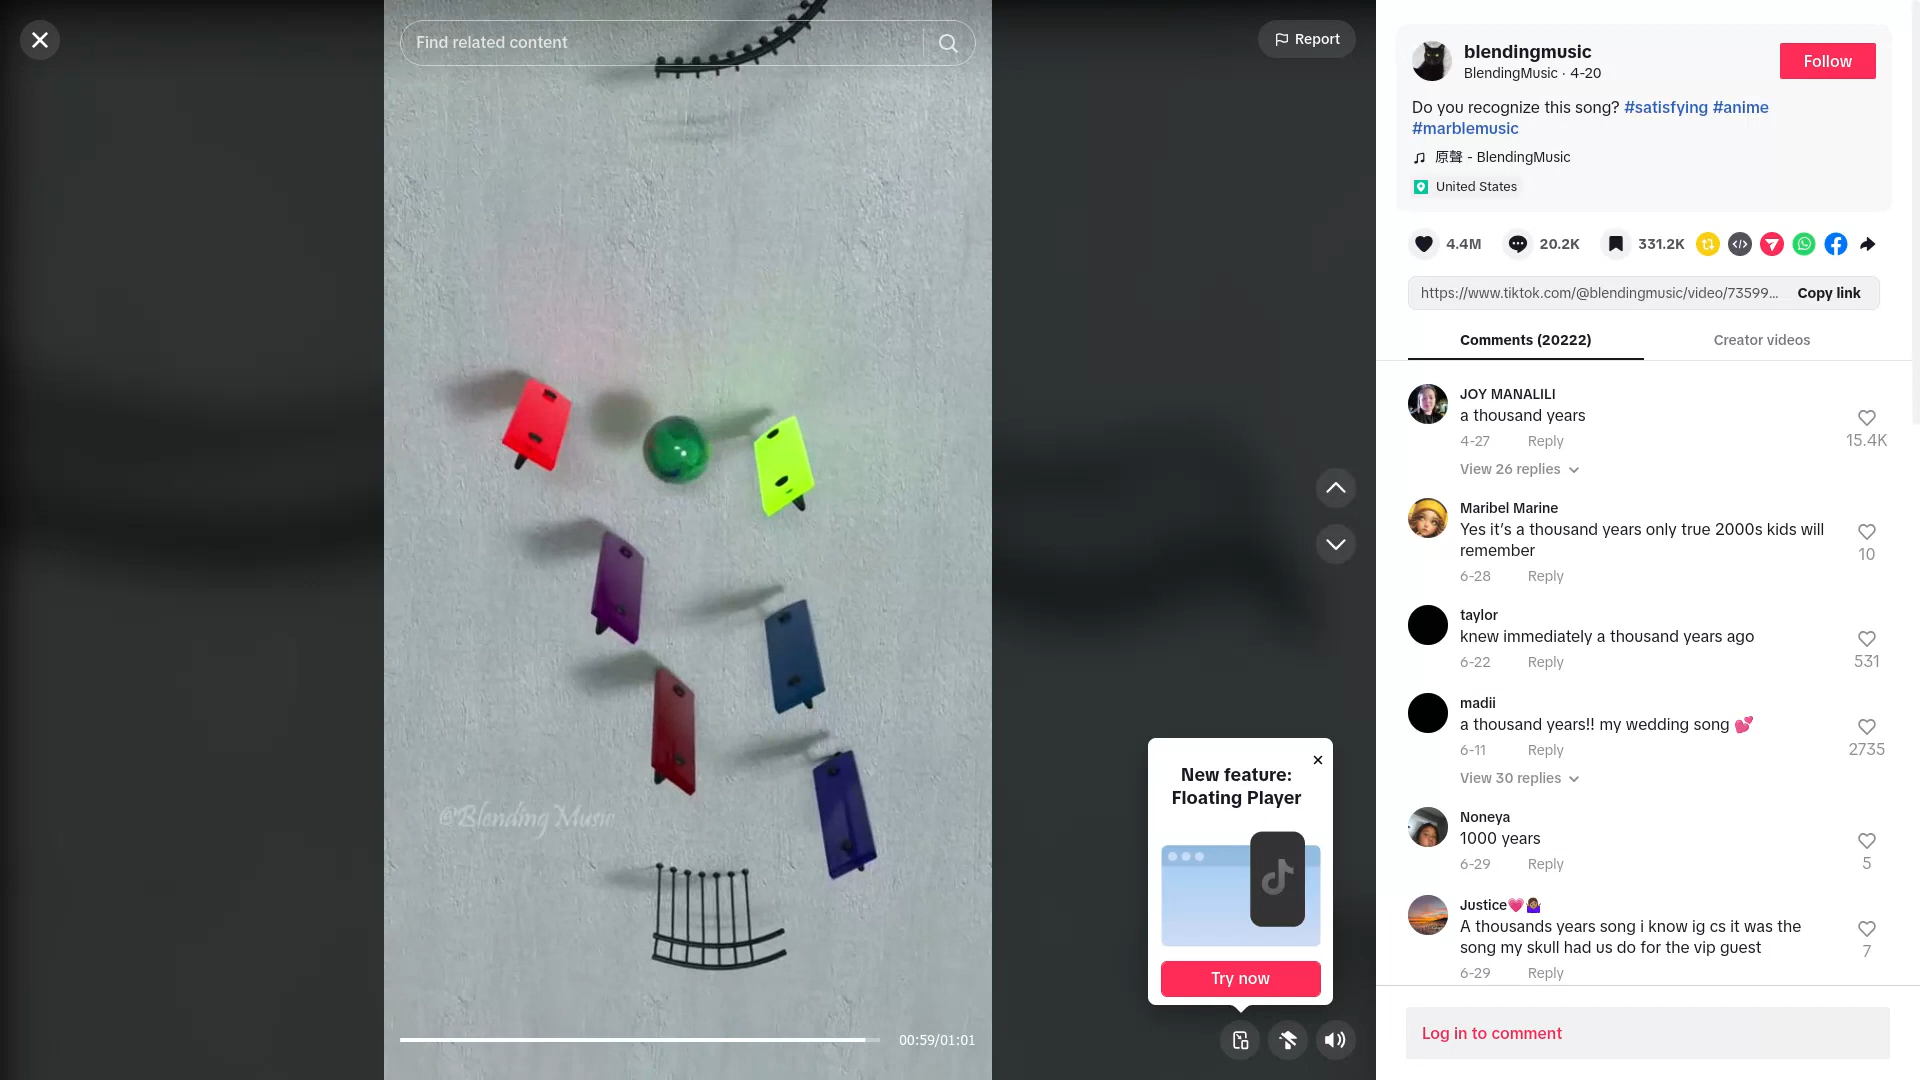 Find related content
Report
@Blending Music
New feature:
Floating Player
Try now
00:59/01:01
blendingmusic
BlendingMusic · 4-20
Follow
Do you recognize this song? #satisfying #anime
#marblemusic
原聲 - BlendingMusic
United States
4.4M
20.2K
331.2K
https://www.tiktok.com/@blendingmusic/video/73599...
Copy link
Comments (20222)
Creator videos
JOY MANALILI
a thousand years
4-27 Reply
15.4K
View 26 replies
Maribel Marine
Yes it’s a thousand years only true 2000s kids will
remember
10
6-28 Reply
taylor
knew immediately a thousand years ago
6-22 Reply
531
madii
a thousand years!! my wedding song 💕
6-11 Reply
2735
View 30 replies
Noneya
1000 years
6-29 Reply
5
Justice💗🤷🏾‍♀️
A thousands years song i know ig cs it was the
song my skull had us do for the vip guest
7
6-29 Reply
Log in to comment